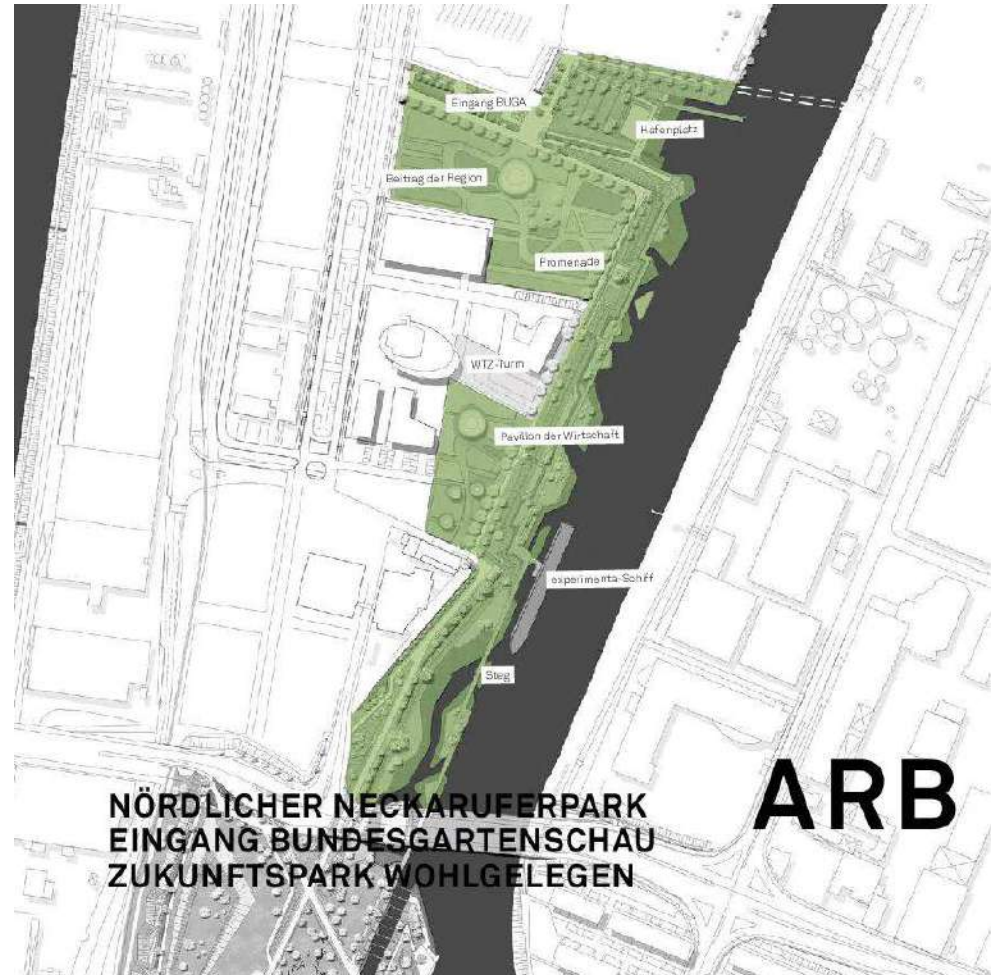 Eingang BUGA
Hafenplatz
Beitrag der Region
Promenade
WTZ-Turm
Pavillon der Wirtschaft
experimenta-Schiff
Steg
ARB
NÖRDLICHER NECKARUFERPARK
EINGANG BUNDESGARTENSCHAU
ZUKUNFTSPARK WOHLGELEGEN